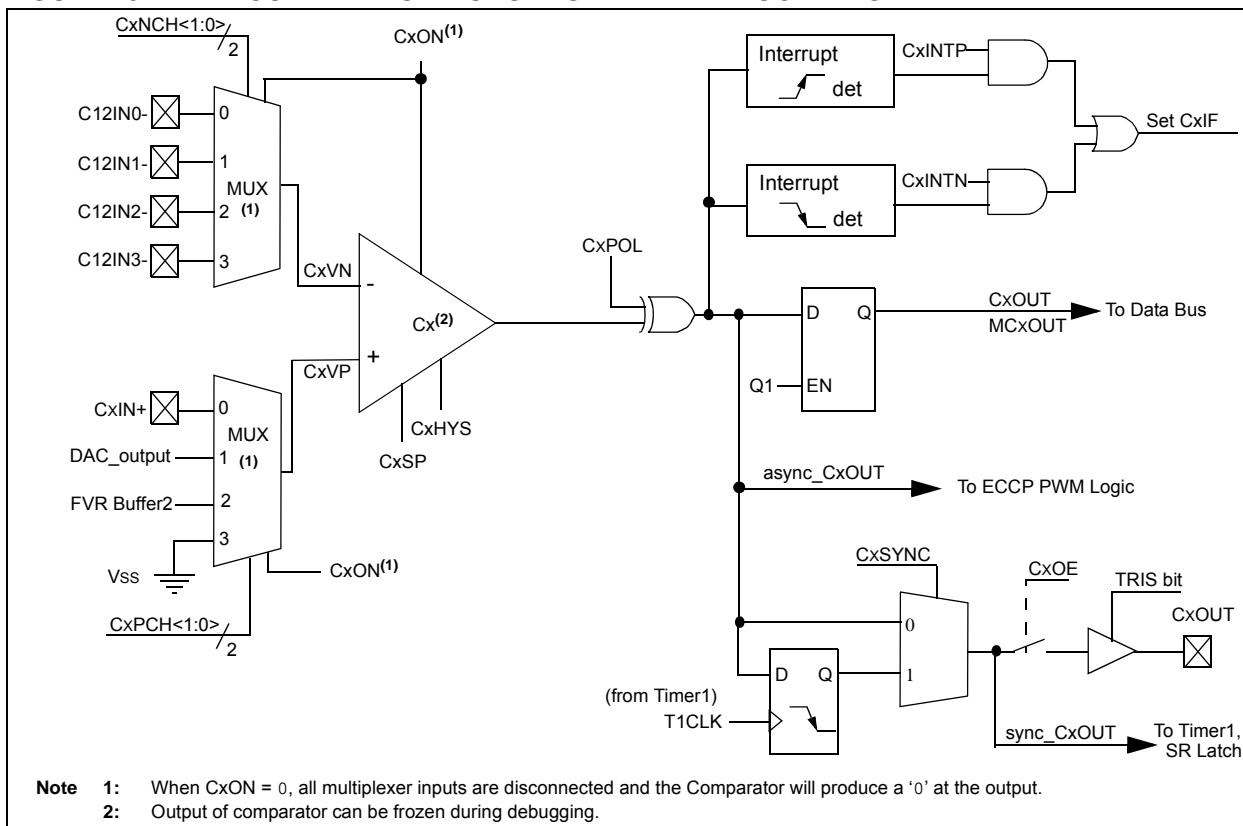 CxNCH<1:0>
2
CxON(1)
C12IN0-
0
C12IN1-
1
MUX
(1)
C12IN2-
2
C12IN3-
3
CxVN
-
Cx(2)
+
CxVP
CxIN+
0
MUX
(1)
DAC_output
1
FVR Buffer2
2
3
Vss
CxON(1)
CxPCH<1:0>
2
CxHYS
CxSP
CxPOL
Interrupt
det
CxINTP
Interrupt
det
CxINTN
Set CxIF
D
Q
Q1
EN
CxOUT
MCxOUT
To Data Bus
async_CxOUT
To ECCP PWM Logic
CxSYNC
0
1
D
Q
(from Timer1)
T1CLK
CxOE
TRIS bit
CxOUT
sync_CxOUT
To Timer1,
SR Latch
Note 1: When CxON = 0, all multiplexer inputs are disconnected and the Comparator will produce a ‘0’ at the output.
2: Output of comparator can be frozen during debugging.